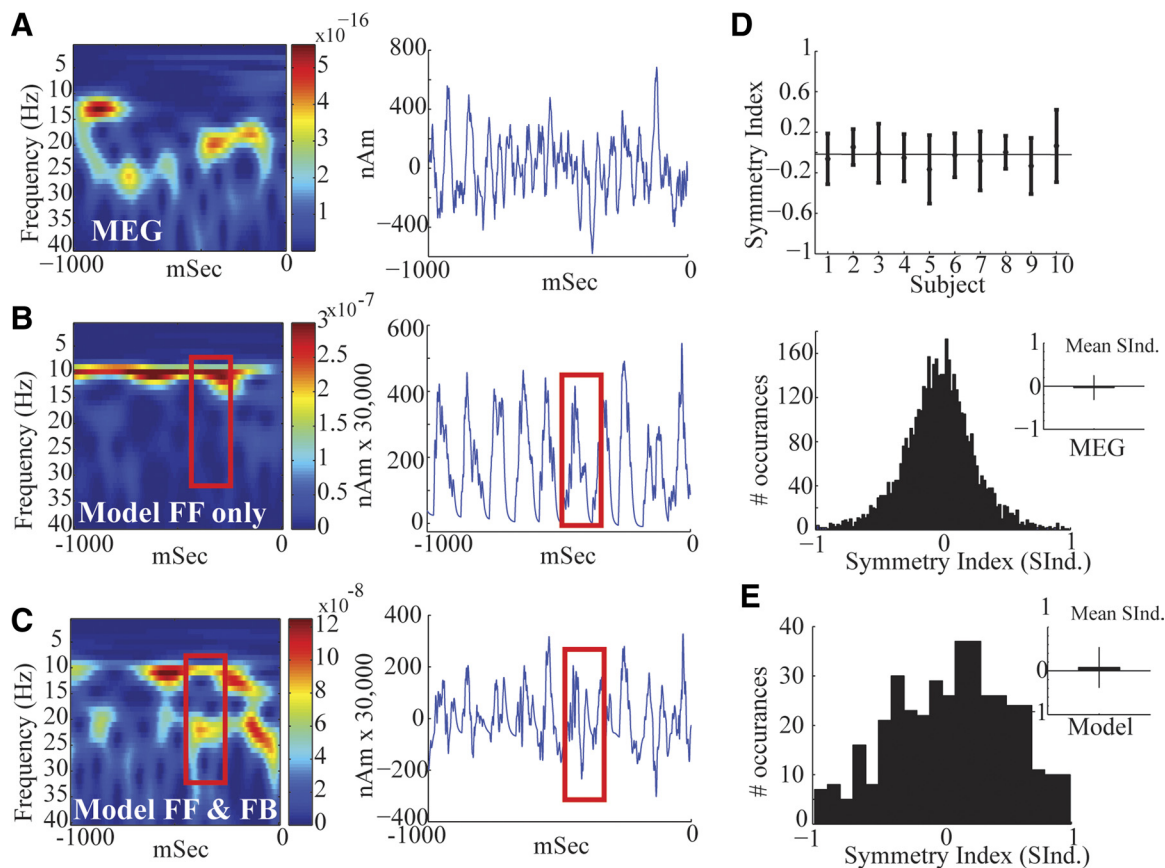 A
x10^-16
5
10
15
20
25
30
35
40
Frequency (Hz)
MEG
5
4
3
2
1
-1000
mSec
0
800
400
0
-400
nAm
-1000
mSec
0
B
x10^-7
5
10
15
20
25
30
35
40
Frequency (Hz)
Model FF only
3
2
1
0
-1000
mSec
0
600
400
200
0
nAm x 30,000
-1000
mSec
0
C
x10^-8
5
10
15
20
25
30
35
40
Frequency (Hz)
Model FF & FB
12
10
8
6
4
2
0
-1000
mSec
0
400
200
0
-200
-400
nAm x 30,000
-1000
mSec
0
D
1
0.6
0.2
-0.2
-0.6
-1
Symmetry Index
1 2 3 4 5 6 7 8 9 10
Subject
160
120
80
40
0
# occurances
-1
0
1
Symmetry Index (SInd.)
1
Mean SInd.
0
-1
MEG
E
40
30
20
10
0
# occurances
-1
0
1
Symmetry Index (SInd.)
1
Mean SInd.
0
-1
Model